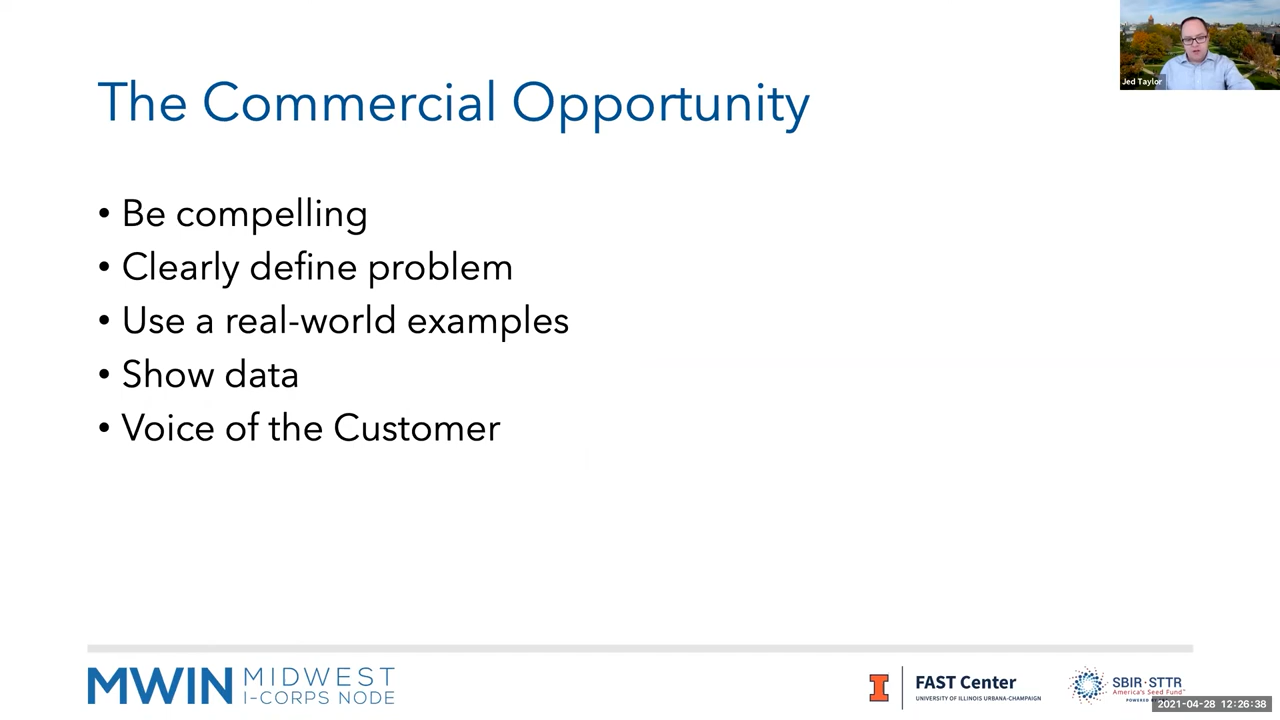 Jed Taylor
The Commercial Opportunity
• Be compelling
• Clearly define problem
• Use a real-world examples
• Show data
• Voice of the Customer
MWIN MIDWEST
I-CORPS NODE
I
FAST Center
UNIVERSITY OF ILLINOIS URBANA-CHAMPAIGN
SBIR·STTR
America's Seed Fund
POWERED
2021-04-28 12:26:38